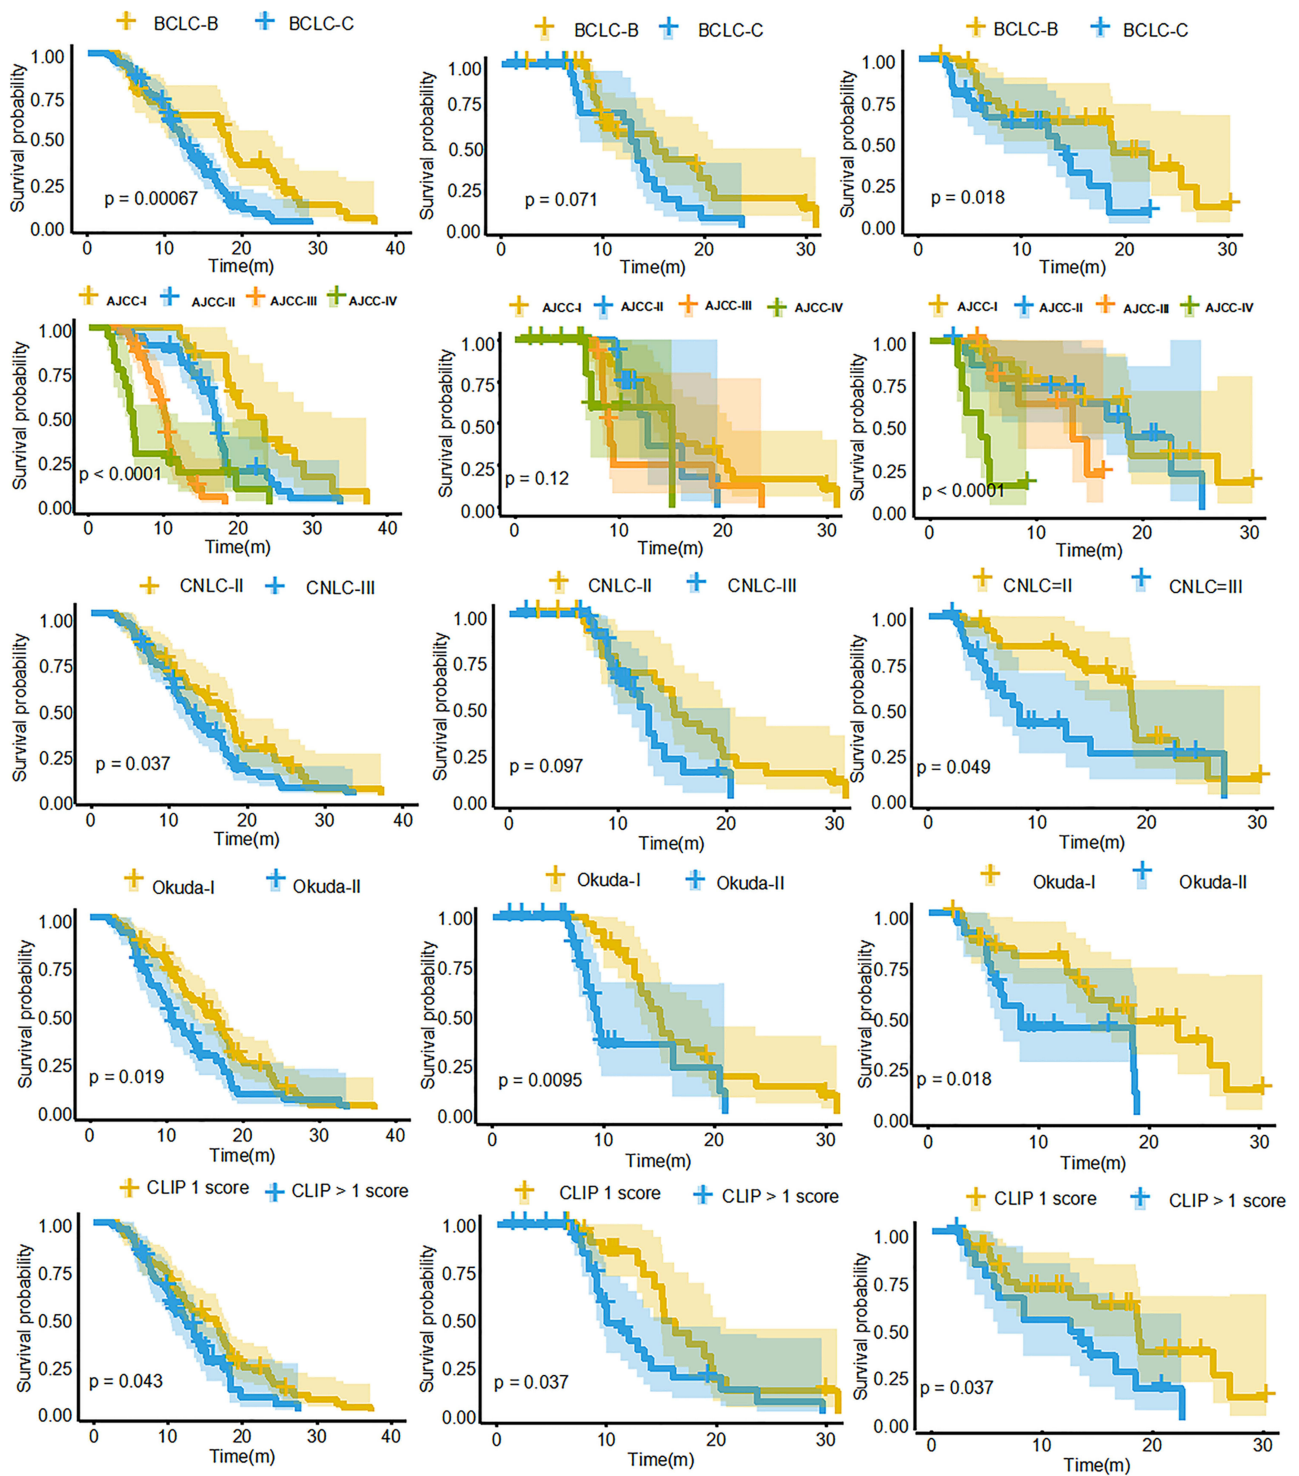 BCLC-B BCLC-C
Survival probability
1.00
0.75
0.50
0.25
0.00
p = 0.00067
0 10 20 30 40
Time(m)
BCLC-B BCLC-C
Survival probability
1.00
0.75
0.50
0.25
0.00
p = 0.071
0 10 20 30
Time(m)
BCLC-B BCLC-C
Survival probability
1.00
0.75
0.50
0.25
0.00
p = 0.018
0 10 20 30
Time(m)
AJCC-I AJCC-II AJCC-III AJCC-IV
Survival probability
1.00
0.75
0.50
0.25
0.00
p < 0.0001
0 10 20 30 40
Time(m)
AJCC-I AJCC-II AJCC-III AJCC-IV
Survival probability
1.00
0.75
0.50
0.25
0.00
p = 0.12
0 10 20 30
Time(m)
AJCC-I AJCC-II AJCC-III AJCC-IV
Survival probability
1.00
0.75
0.50
0.25
0.00
p < 0.0001
0 10 20 30
Time(m)
CNLC-II CNLC-III
Survival probability
1.00
0.75
0.50
0.25
0.00
p = 0.037
0 10 20 30 40
Time(m)
CNLC-II CNLC-III
Survival probability
1.00
0.75
0.50
0.25
0.00
p = 0.097
0 10 20 30
Time(m)
CNLC=II CNLC=III
Survival probability
1.00
0.75
0.50
0.25
0.00
p = 0.049
0 10 20 30
Time(m)
Okuda-I Okuda-II
Survival probability
1.00
0.75
0.50
0.25
0.00
p = 0.019
0 10 20 30 40
Time(m)
Okuda-I Okuda-II
Survival probability
1.00
0.75
0.50
0.25
0.00
p = 0.0095
0 10 20 30
Time(m)
Okuda-I Okuda-II
Survival probability
1.00
0.75
0.50
0.25
0.00
p = 0.018
0 10 20 30
Time(m)
CLIP 1 score CLIP > 1 score
Survival probability
1.00
0.75
0.50
0.25
0.00
p = 0.043
0 10 20 30 40
Time(m)
CLIP 1 score CLIP > 1 score
Survival probability
1.00
0.75
0.50
0.25
0.00
p = 0.037
0 10 20 30
Time(m)
CLIP 1 score CLIP > 1 score
Survival probability
1.00
0.75
0.50
0.25
0.00
p = 0.037
0 10 20 30
Time(m)